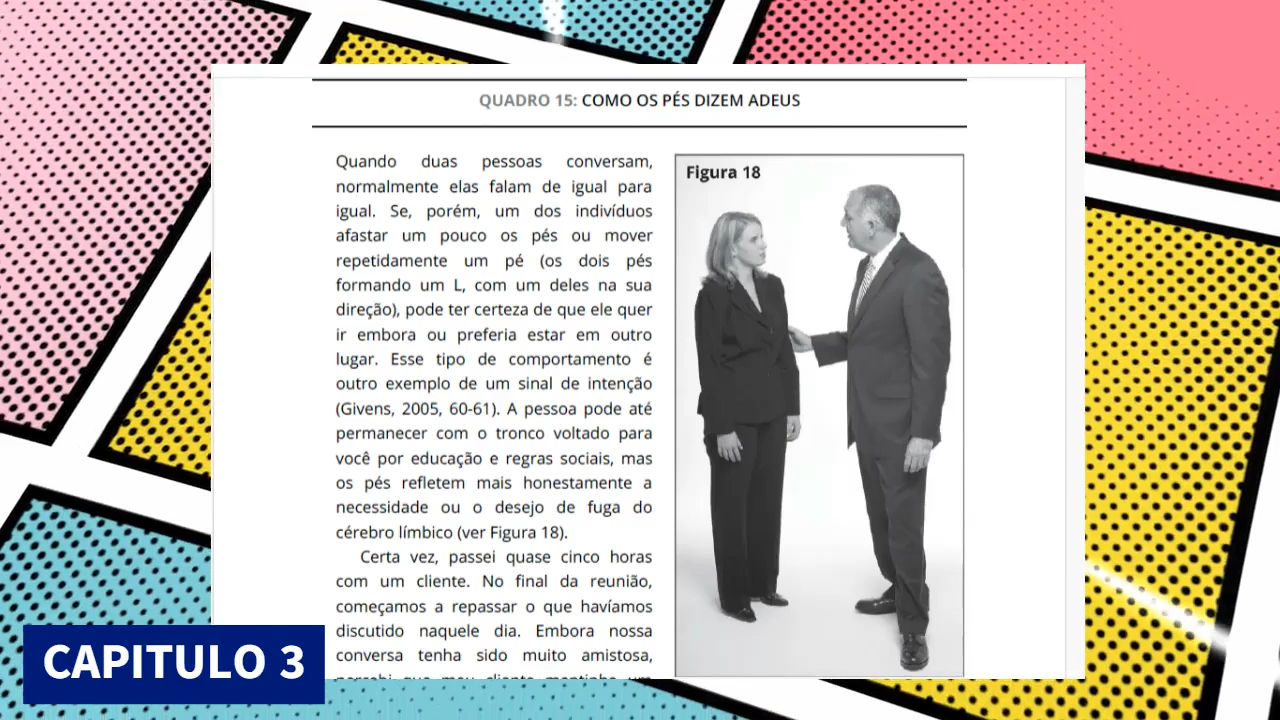 QUADRO 15: COMO OS PÉS DIZEM ADEUS
Quando duas pessoas conversam,
normalmente elas falam de igual para
igual. Se, porém, um dos indivíduos
afastar um pouco os pés ou mover
repetidamente um pé (os dois pés
formando um L, com um deles na sua
direção), pode ter certeza de que ele quer
ir embora ou preferia estar em outro
lugar. Esse tipo de comportamento é
outro exemplo de um sinal de intenção
(Givens, 2005, 60-61). A pessoa pode até
permanecer com o tronco voltado para
você por educação e regras sociais, mas
os pés refletem mais honestamente a
necessidade ou o desejo de fuga do
cérebro límbico (ver Figura 18).
Certa vez, passei quase cinco horas
com um cliente. No final da reunião,
começamos a repassar o que havíamos
discutido naquele dia. Embora nossa
conversa tenha sido muito amistosa,
Figura 18
CAPITULO 3